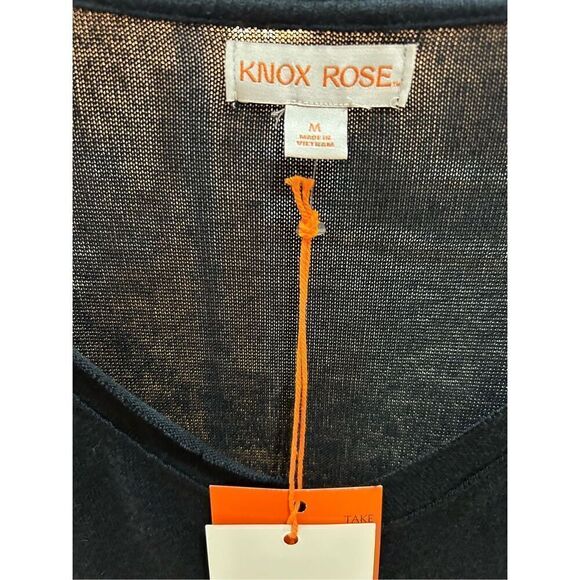 KNOX ROSE
M
MADE IN
VIETNAM
TAKE